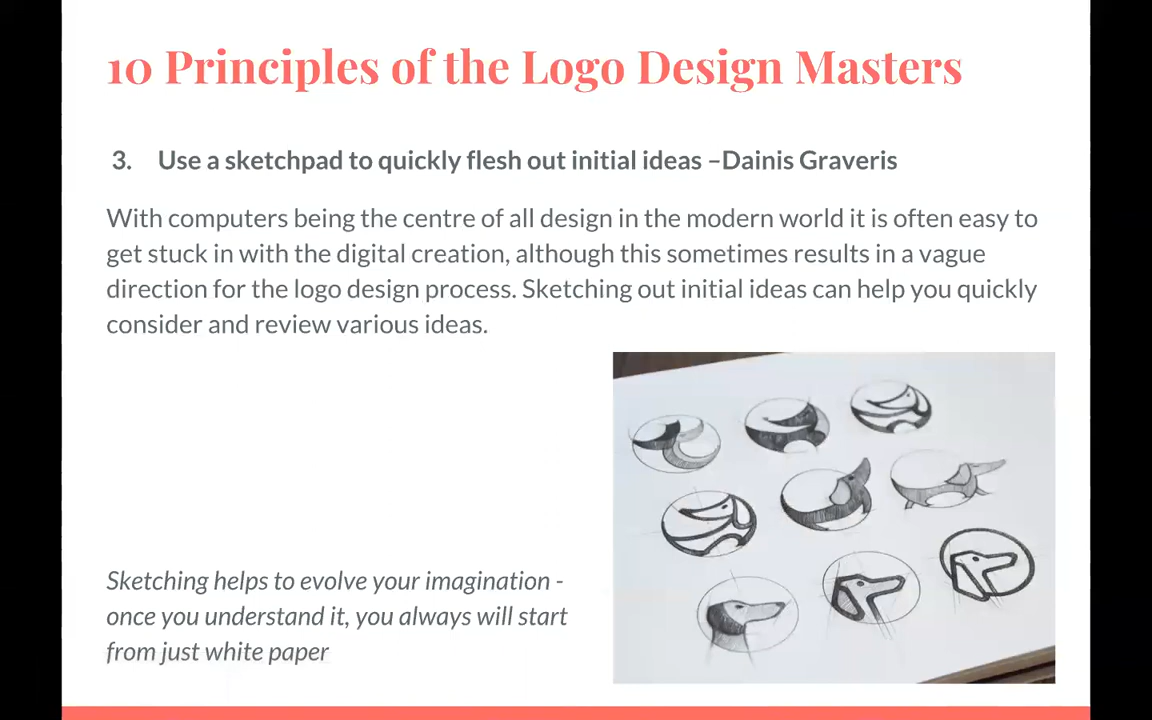 10 Principles of the Logo Design Masters
3. Use a sketchpad to quickly flesh out initial ideas –Dainis Graveris
With computers being the centre of all design in the modern world it is often easy to
get stuck in with the digital creation, although this sometimes results in a vague
direction for the logo design process. Sketching out initial ideas can help you quickly
consider and review various ideas.
Sketching helps to evolve your imagination -
once you understand it, you always will start
from just white paper